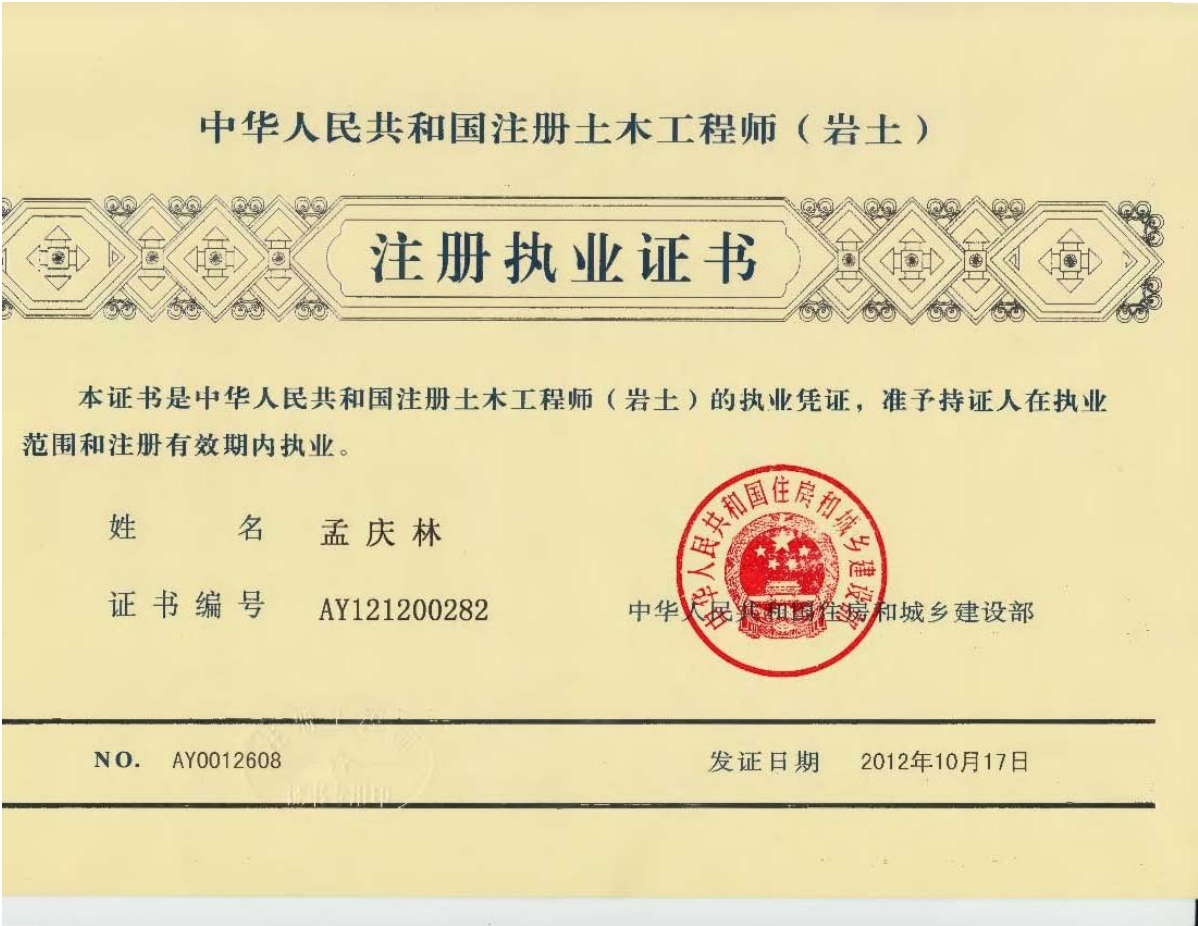 中华人民共和国注册土木工程师（岩土）
注册执业证书
本证书是中华人民共和国注册土木工程师（岩土）的执业凭证，准予持证人在执业
范围和注册有效期内执业。
姓 名 孟庆林
中华人民共和国住房和城乡建设部
证书编号 AY121200282
中华人民共和国住房和城乡建设部
NO. AY0012608
发证日期 2012年10月17日